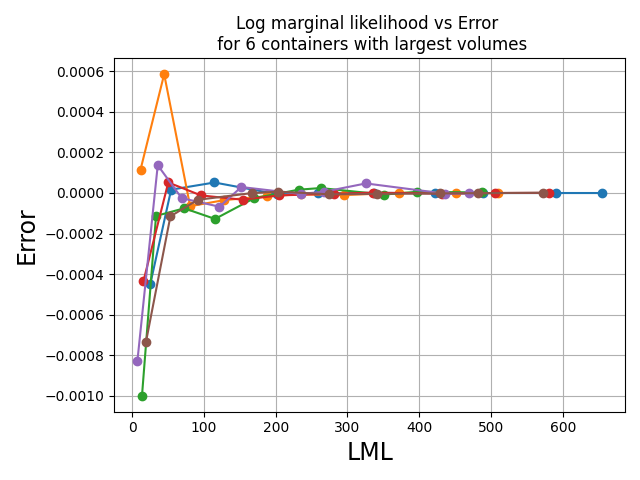 Log marginal likelihood vs Error
for 6 containers with largest volumes
0.0006
0.0004
0.0002
0.0000
−0.0002
−0.0004
−0.0006
−0.0008
−0.0010
Error
0 100 200 300 400 500 600
LML